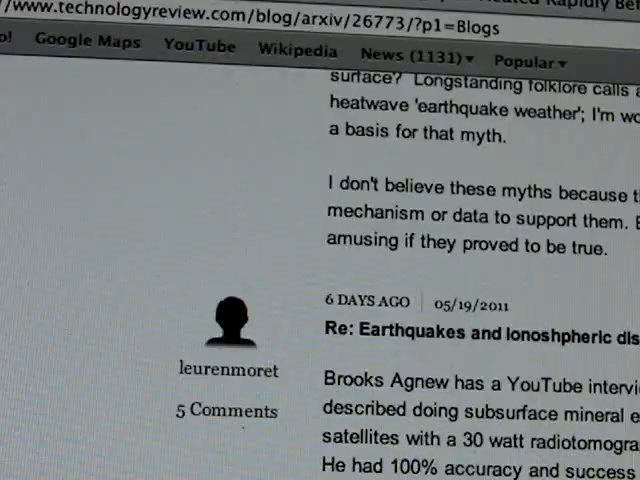 /www.technologyreview.com/blog/arxiv/26773/?p1=Blogs
o! Google Maps YouTube Wikipedia News (1131)▾ Popular▾
surface? Longstanding folklore calls a
heatwave 'earthquake weather'; I'm wo
a basis for that myth.
I don't believe these myths because t
mechanism or data to support them. E
amusing if they proved to be true.
6 DAYS AGO 05/19/2011
Re: Earthquakes and Ionoshpheric dis
leurenmoret
5 Comments
Brooks Agnew has a YouTube intervi
described doing subsurface mineral e
satellites with a 30 watt radiotomogra
He had 100% accuracy and success